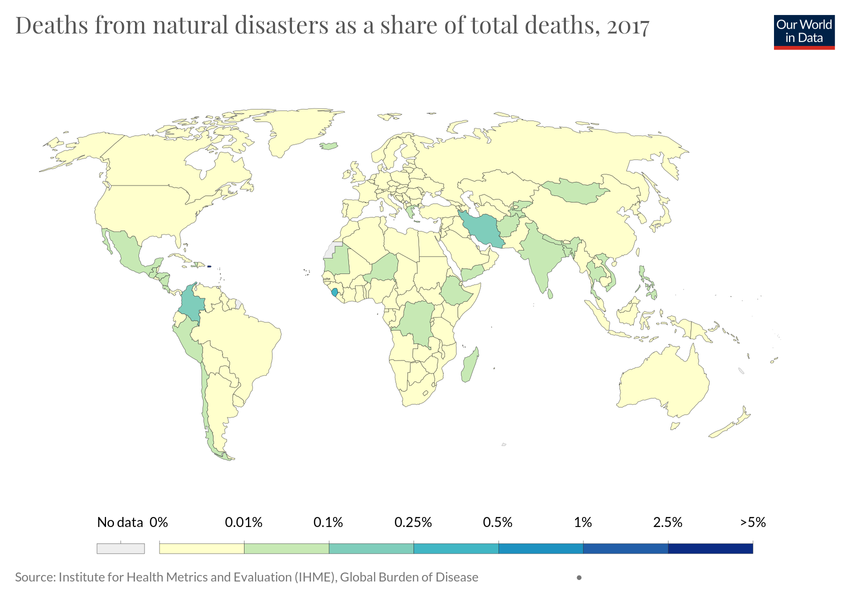 Deaths from natural disasters as a share of total deaths, 2017
Our World
in Data
No data 0% 0.01% 0.1% 0.25% 0.5% 1% 2.5% >5%
Source: Institute for Health Metrics and Evaluation (IHME), Global Burden of Disease •